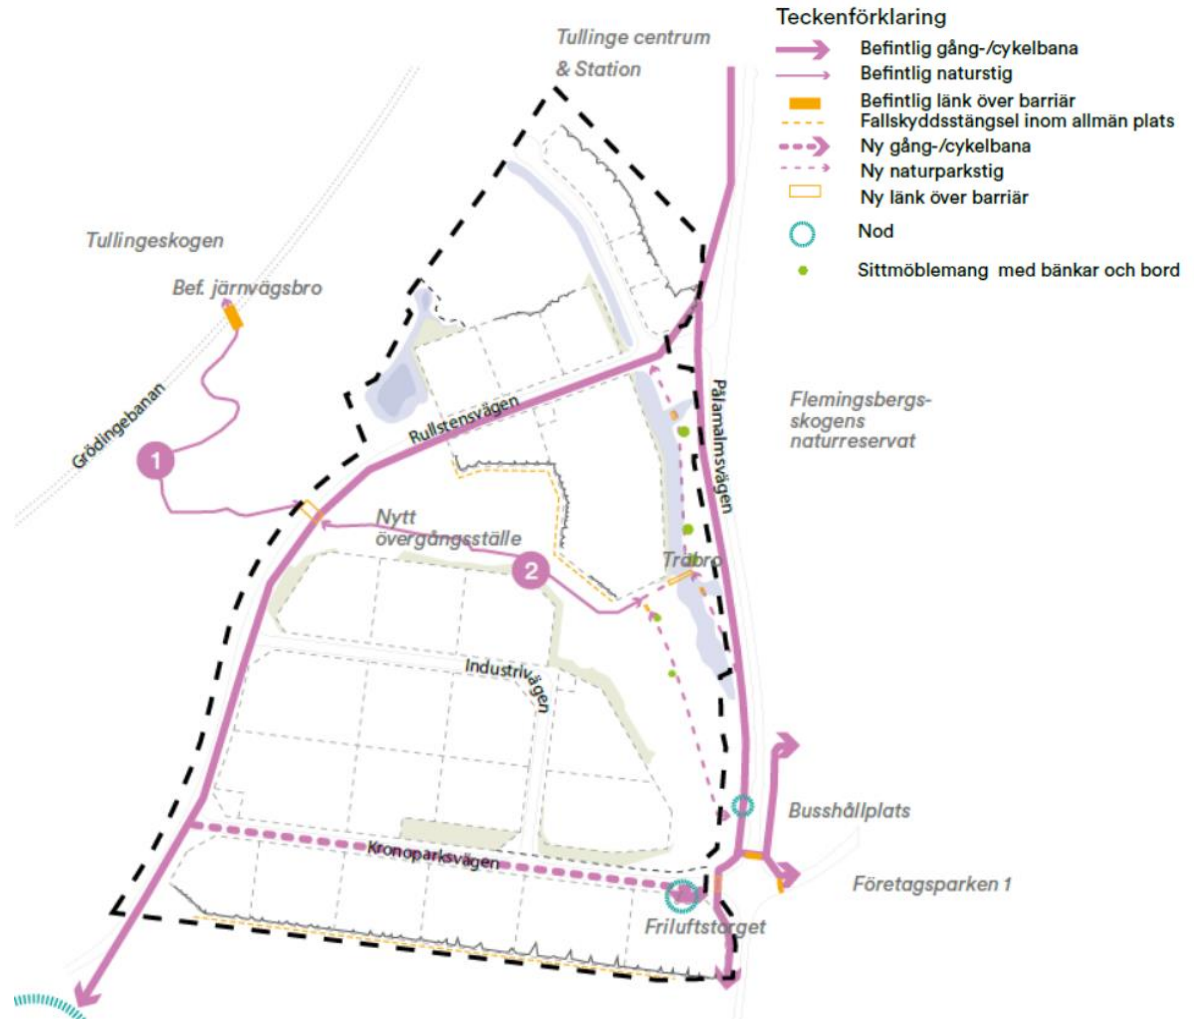 Teckenförklaring
Befintlig gång-/cykelbana
Befintlig naturstig
Befintlig länk över barriär
Fallskyddsstängsel inom allmän plats
Ny gång-/cykelbana
Ny naturparkstig
Ny länk över barriär
Nod
Sittmöblemang med bänkar och bord
Tullinge centrum
& Station
Tullingeskogen
Bef. järnvägsbro
Grödingebanan
1
Rullstensvägen
Pålamalmsvägen
Flemingsbergs-
skogens
naturreservat
Nytt
övergångsställe
2
Träbro
Industrivägen
Busshållplats
Kronoparksvägen
Företagsparken 1
Friluftstorget